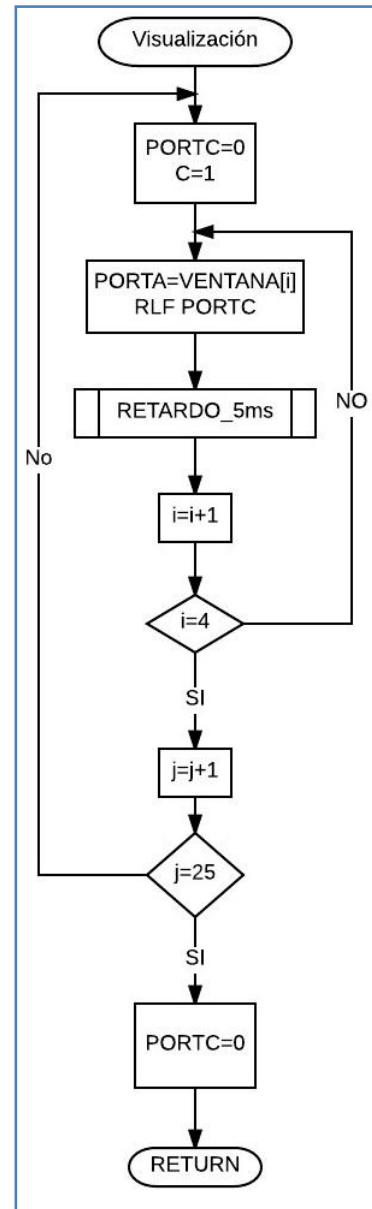 Visualización
PORTC=0
C=1
PORTA=VENTANA[i]
RLF PORTC
RETARDO_5ms
NO
No
i=i+1
i=4
SI
j=j+1
j=25
SI
PORTC=0
RETURN